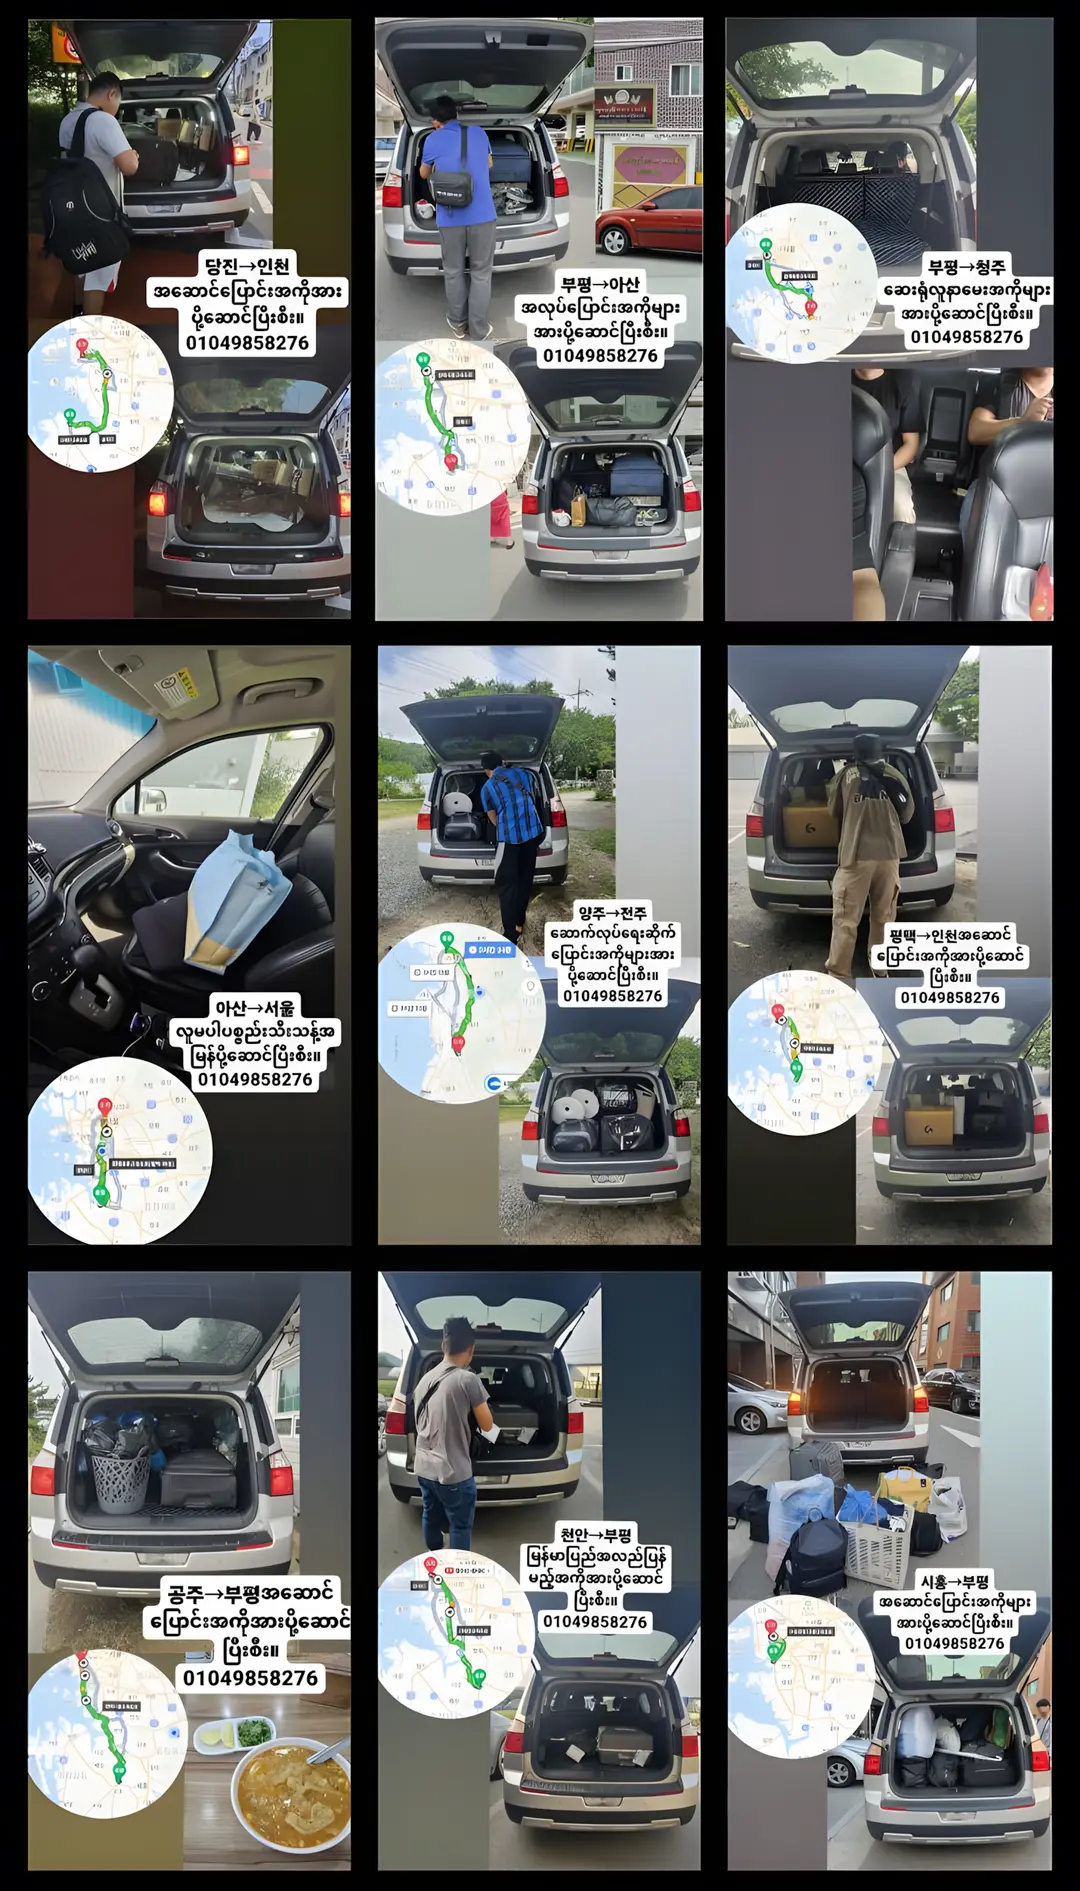 당진→인천
အဆောင်ပြောင်းအကိုအား
ပို့ဆောင်ပြီးစီး။
01049858276
부평→아산
အလုပ်ပြောင်းအကိုများ
အားပို့ဆောင်ပြီးစီး။
01049858276
부평→청주
ဆေးရုံလူနာမေးအကိုများ
အားပို့ဆောင်ပြီးစီး။
01049858276
아산→서울
လူမပါပစ္စည်းသီးသန့်အ
မြန်ပို့ဆောင်ပြီးစီး။
01049858276
양주→전주
ဆောက်လုပ်ရေးဆိုက်
ပြောင်းအကိုများအား
ပို့ဆောင်ပြီးစီး။
01049858276
평택→인천အဆောင်
ပြောင်းအကိုအားပို့ဆောင်
ပြီးစီး။
01049858276
공주→부평အဆောင်
ပြောင်းအကိုအားပို့ဆောင်
ပြီးစီး။
01049858276
천안→부평
မြန်မာပြည်အလည်ပြန်
မည့်အကိုအားပို့ဆောင်
ပြီးစီး။
01049858276
서울→부평
အဆောင်ပြောင်းအကိုများ
အားပို့ဆောင်ပြီးစီး။
01049858276